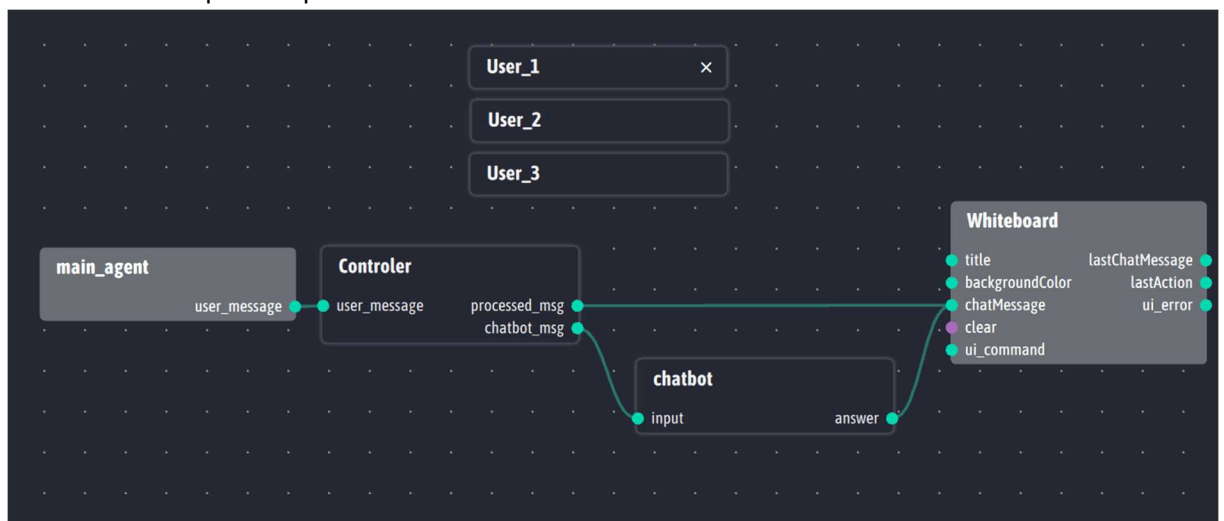 User_1 ×
User_2
User_3
main_agent
user_message
Controler
user_message processed_msg
chatbot_msg
chatbot
input answer
Whiteboard
title lastChatMessage
backgroundColor lastAction
chatMessage ui_error
clear
ui_command